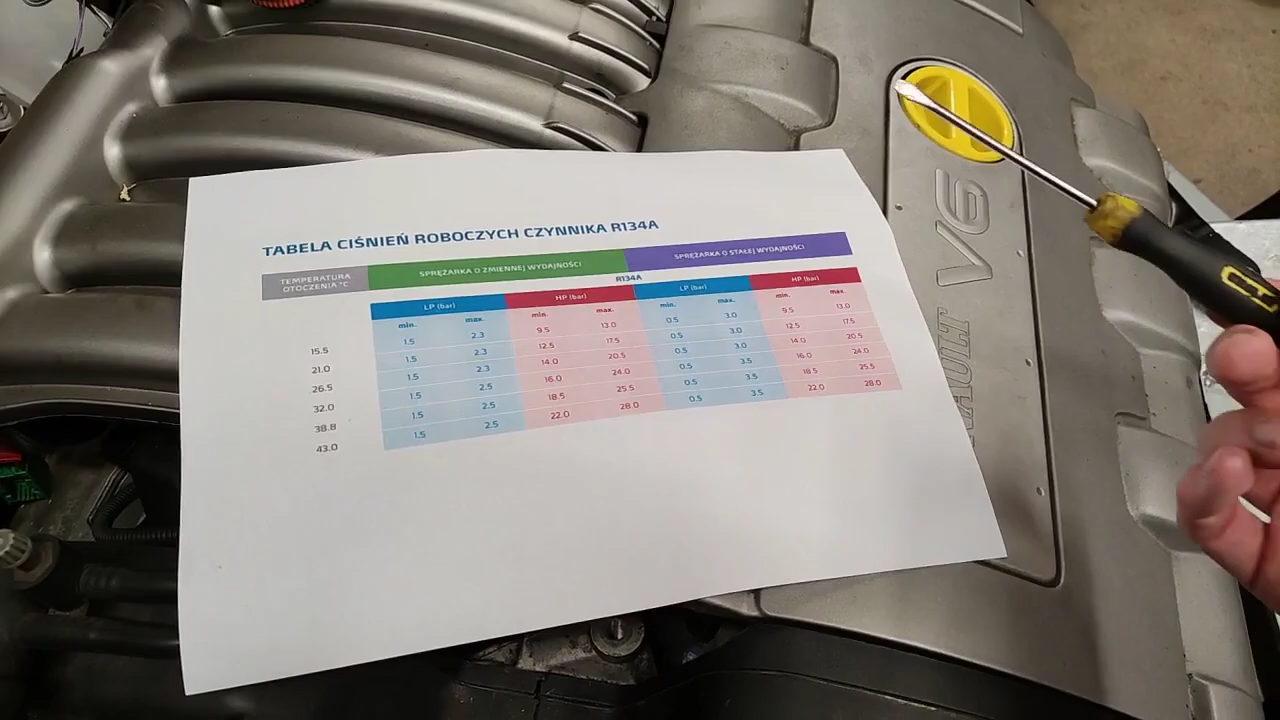 TABELA CIŚNIEŃ ROBOCZYCH CZYNNIKA R134A
TEMPERATURA OTOCZENIA °C SPRĘŻARKA O ZMIENNEJ WYDAJNOŚCI SPRĘŻARKA O STAŁEJ WYDAJNOŚCI
R134A
LP (bar) HP (bar) LP (bar) HP (bar)
min. max. min. max. min. max. min. max.
15.5 1.5 2.3 9.5 13.0 0.5 3.0 9.5 13.0
21.0 1.5 2.3 12.5 17.5 0.5 3.0 12.5 17.5
26.5 1.5 2.3 14.0 20.5 0.5 3.0 14.0 20.5
32.0 1.5 2.5 16.0 24.0 0.5 3.5 16.0 24.0
38.8 1.5 2.5 18.5 25.5 0.5 3.5 18.5 25.5
43.0 1.5 2.5 22.0 28.0 0.5 3.5 22.0 28.0
V6